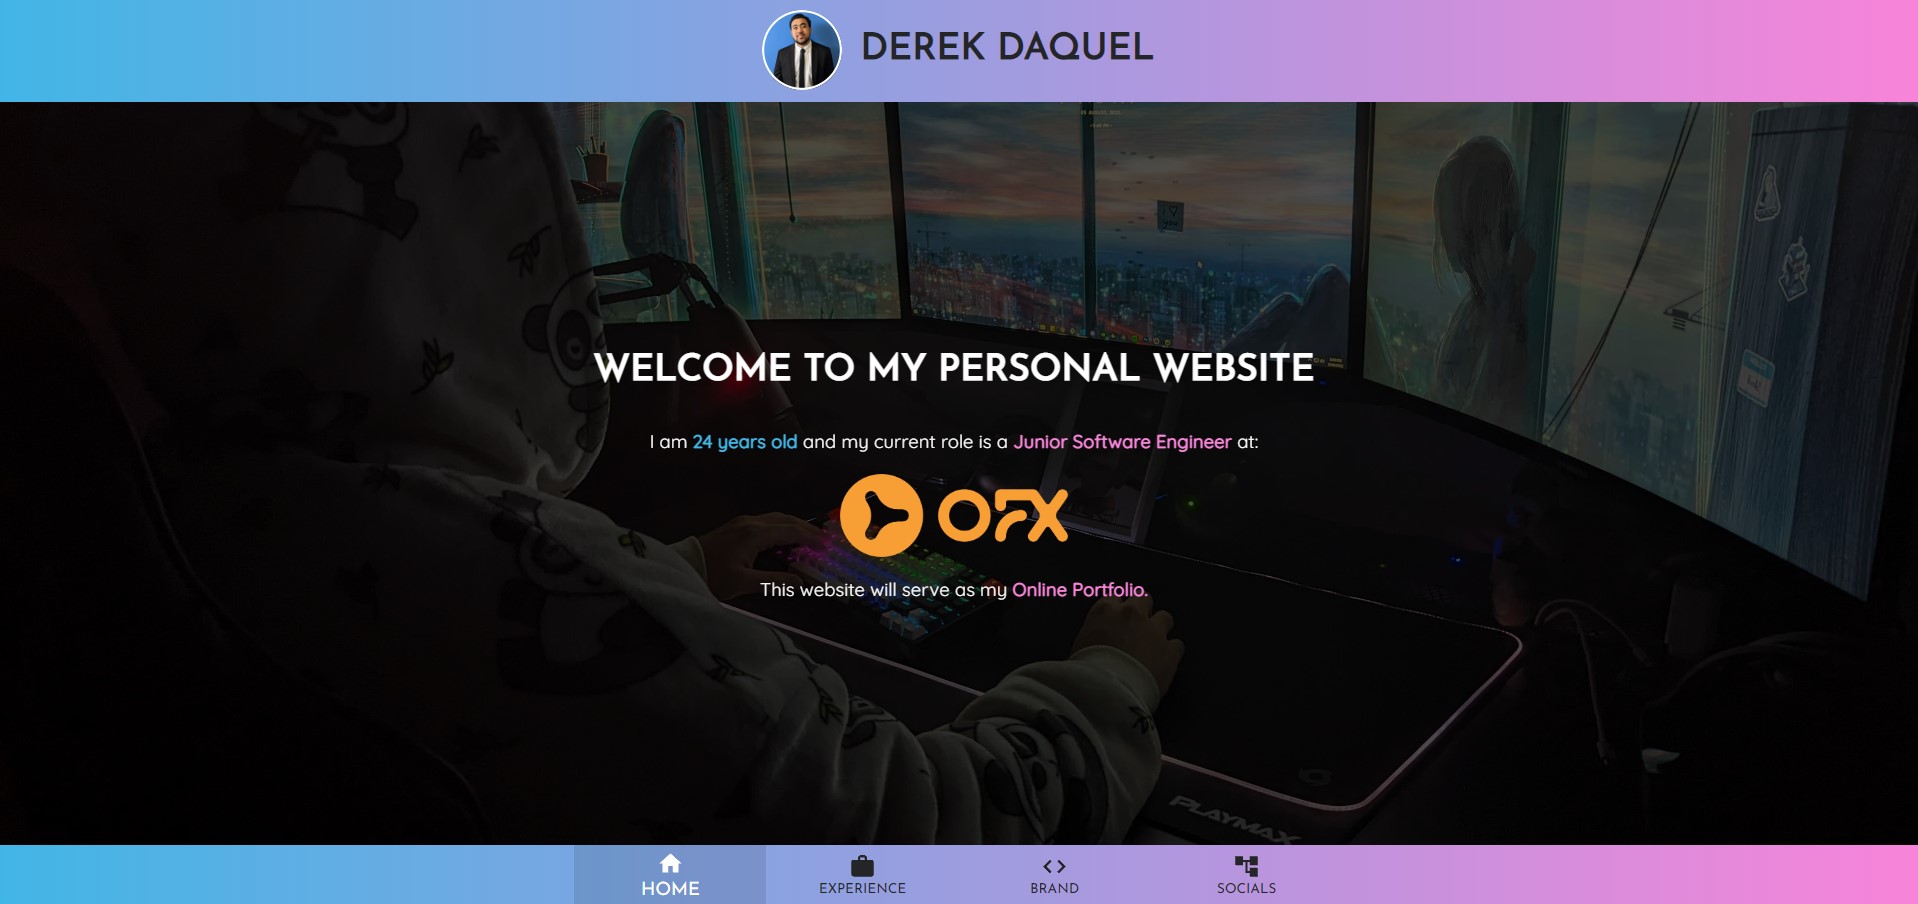 DEREK DAQUEL
WELCOME TO MY PERSONAL WEBSITE
I am 24 years old and my current role is a Junior Software Engineer at:
OFX
This website will serve as my Online Portfolio.
PLAYMAX
HOME
EXPERIENCE
BRAND
SOCIALS